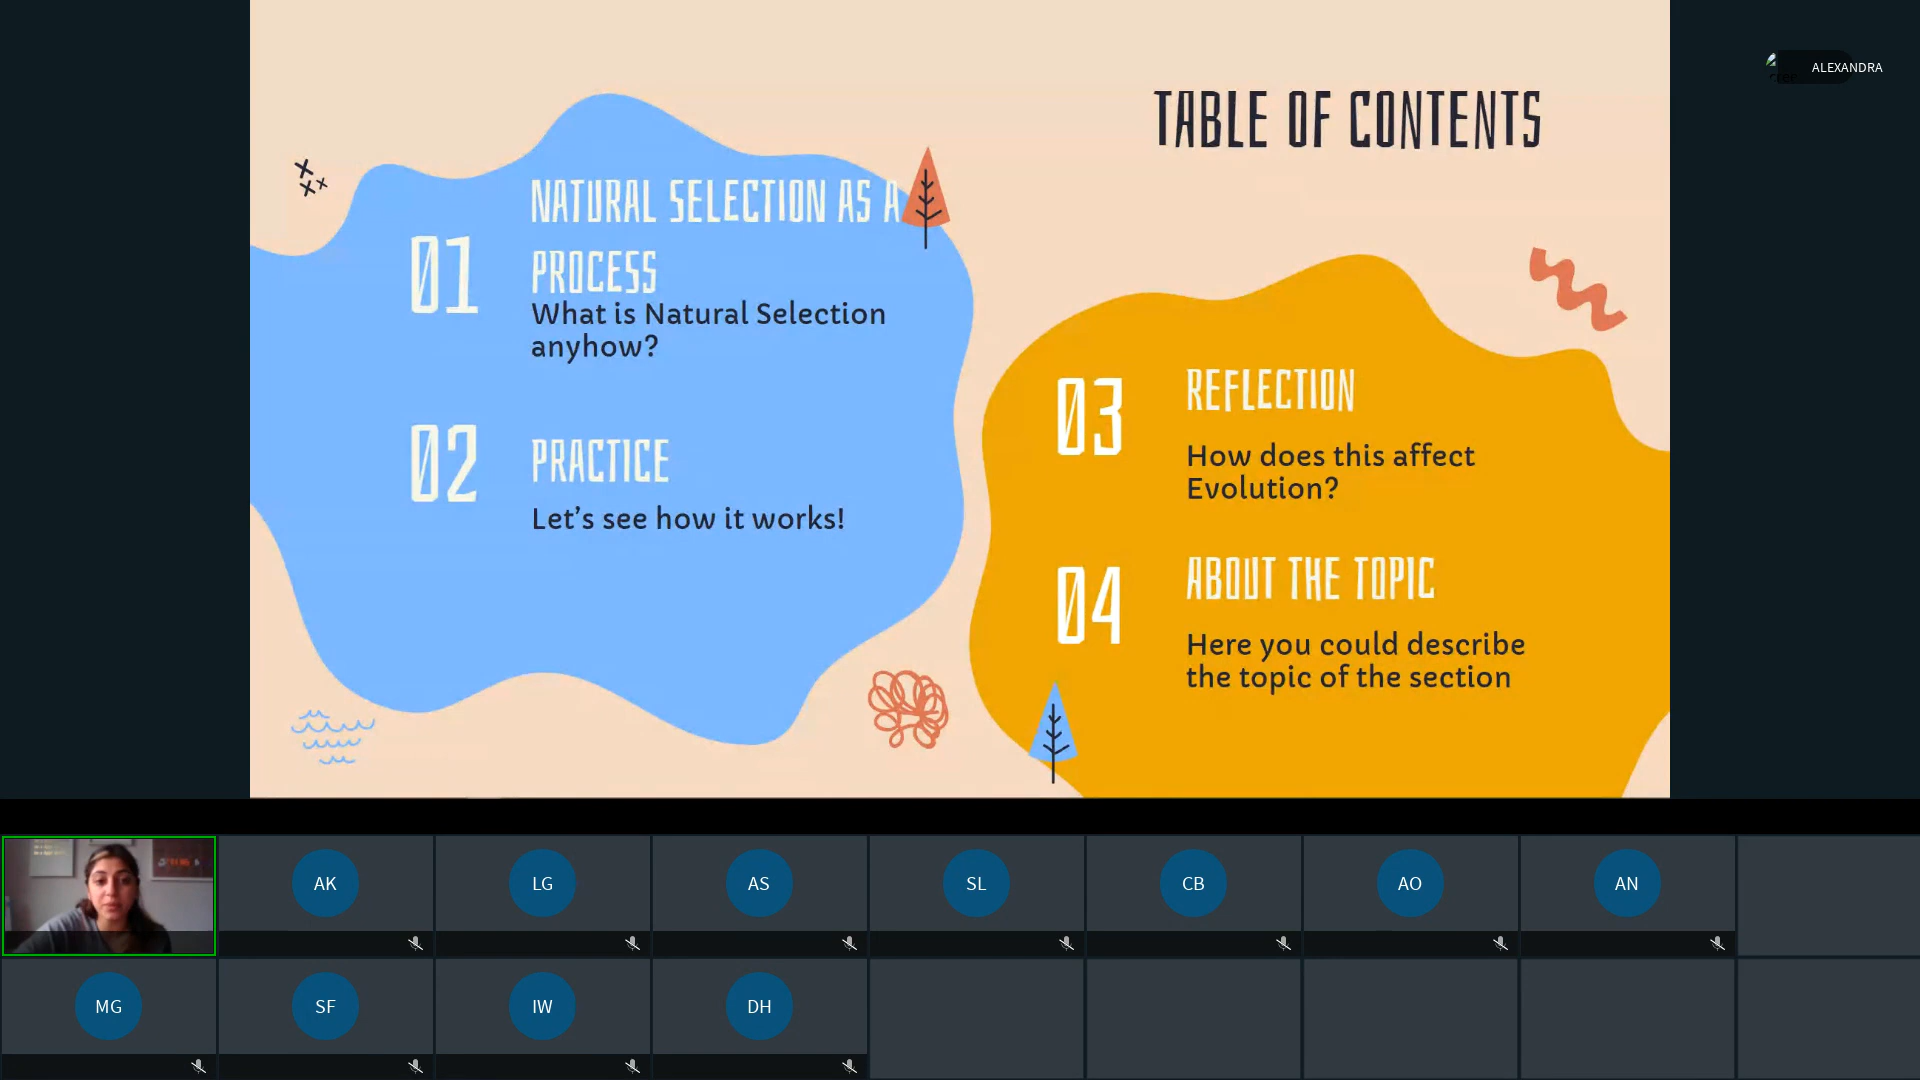 ALEXANDRA
TABLE OF CONTENTS
01
NATURAL SELECTION AS A
PROCESS
What is Natural Selection
anyhow?
02
PRACTICE
Let’s see how it works!
03
REFLECTION
How does this affect
Evolution?
04
ABOUT THE TOPIC
Here you could describe
the topic of the section
AK
LG
AS
SL
CB
AO
AN
MG
SF
IW
DH